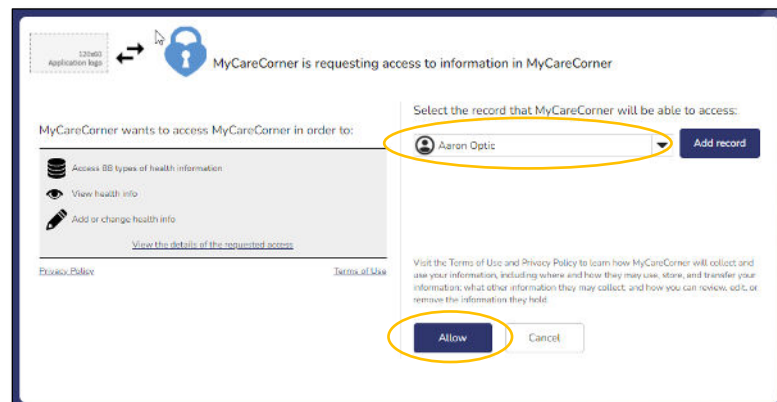 120x60
Application logo
MyCareCorner is requesting access to information in MyCareCorner
MyCareCorner wants to access MyCareCorner in order to:
Access 88 types of health information
View health info
Add or change health info
View the details of the requested access
Privacy Policy
Terms of Use
Select the record that MyCareCorner will be able to access:
Aaron Optic
Add record
Visit the Terms of Use and Privacy Policy to learn how MyCareCorner will collect and
use your information, including where and how they may use, store, and transfer your
information; what other information they may collect; and how you can review, edit, or
remove the information they hold.
Allow
Cancel